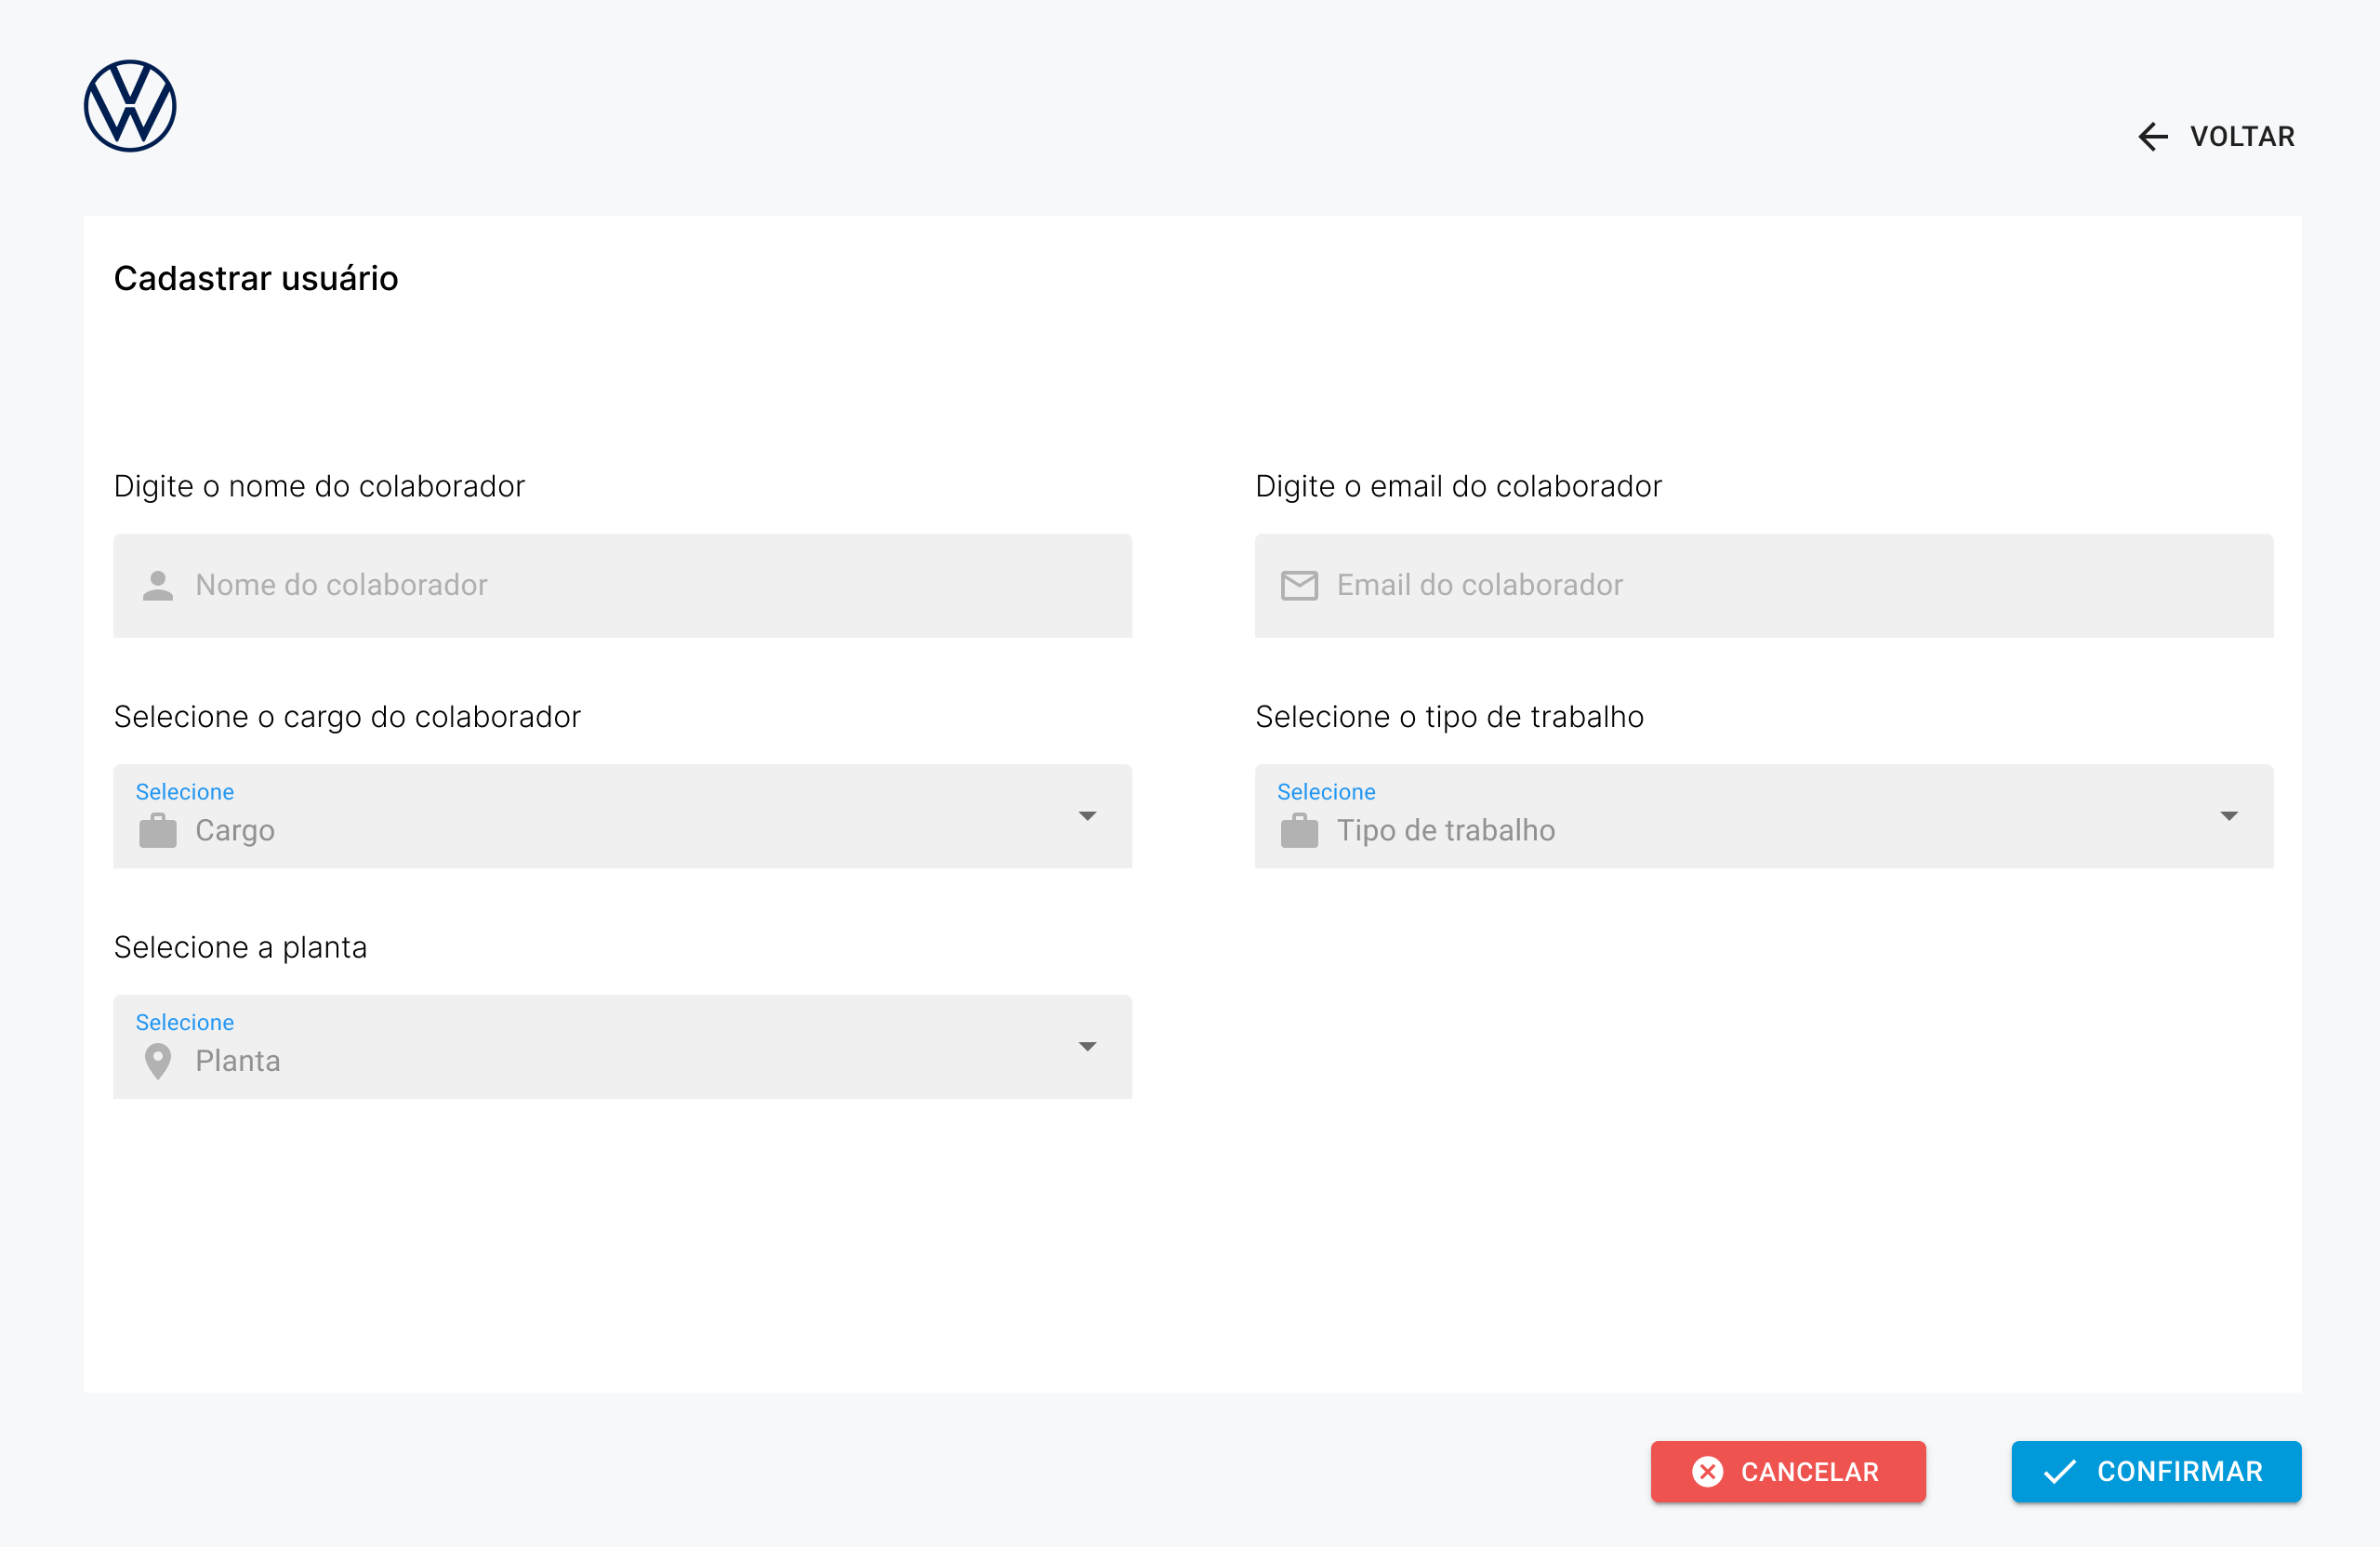 VOLTAR
Cadastrar usuário
Digite o nome do colaborador
Nome do colaborador
Digite o email do colaborador
Email do colaborador
Selecione o cargo do colaborador
Selecione
Cargo
Selecione o tipo de trabalho
Selecione
Tipo de trabalho
Selecione a planta
Selecione
Planta
CANCELAR
CONFIRMAR